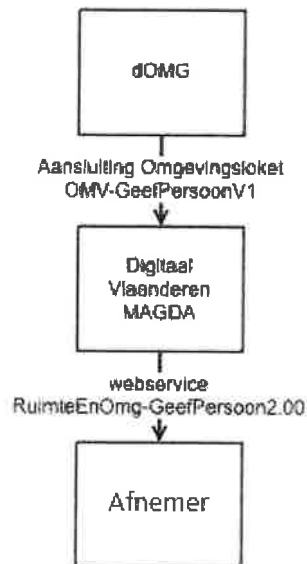 dOMG
Aansluiting Omgevingsloket
OMV-GeefPersoonV1
Digitaal
Vlaanderen
MAGDA
webservice
RuimteEnOmg-GeefPersoon2.00
Afnemer